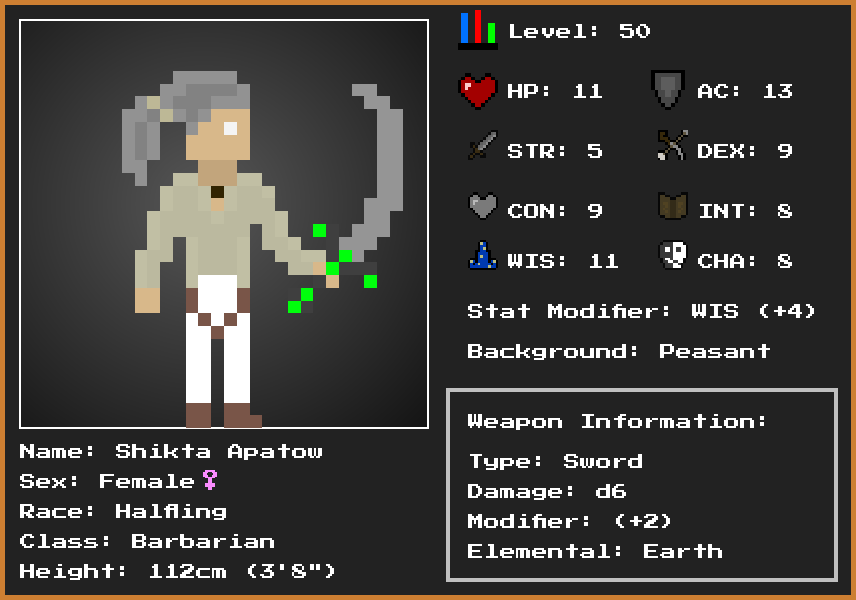 Level: 50
HP: 11 AC: 13
STR: 5 DEX: 9
CON: 9 INT: 8
WIS: 11 CHA: 8
Stat Modifier: WIS (+4)
Background: Peasant
Weapon Information:
Type: Sword
Damage: d6
Modifier: (+2)
Elemental: Earth
Name: Shikta Apatow
Sex: Female♀
Race: Halfling
Class: Barbarian
Height: 112cm (3'8")